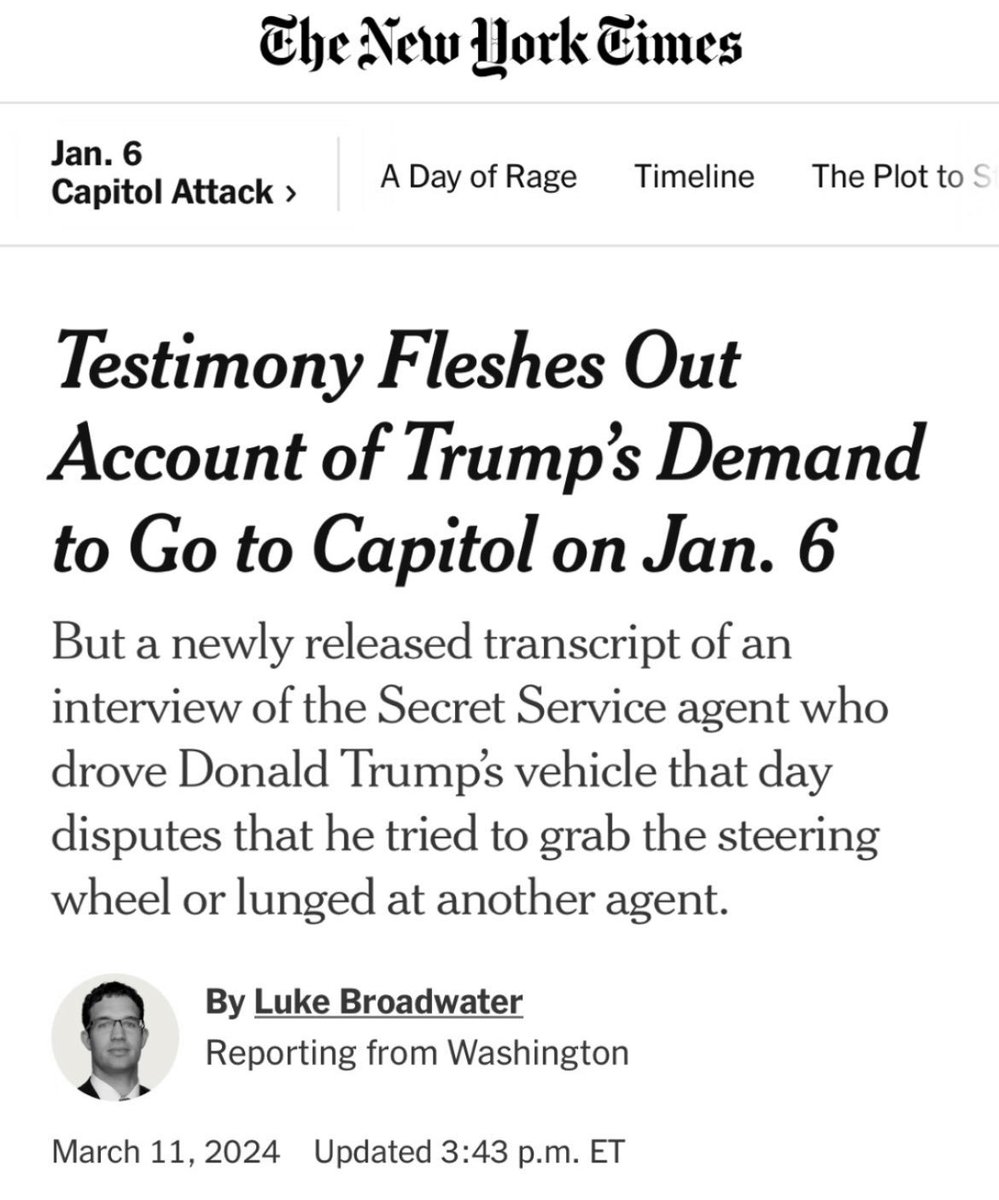 The New York Times
Jan. 6
Capitol Attack ›
A Day of Rage
Timeline
The Plot to
Testimony Fleshes Out
Account of Trump’s Demand
to Go to Capitol on Jan. 6
But a newly released transcript of an
interview of the Secret Service agent who
drove Donald Trump’s vehicle that day
disputes that he tried to grab the steering
wheel or lunged at another agent.
By Luke Broadwater
Reporting from Washington
March 11, 2024 Updated 3:43 p.m. ET